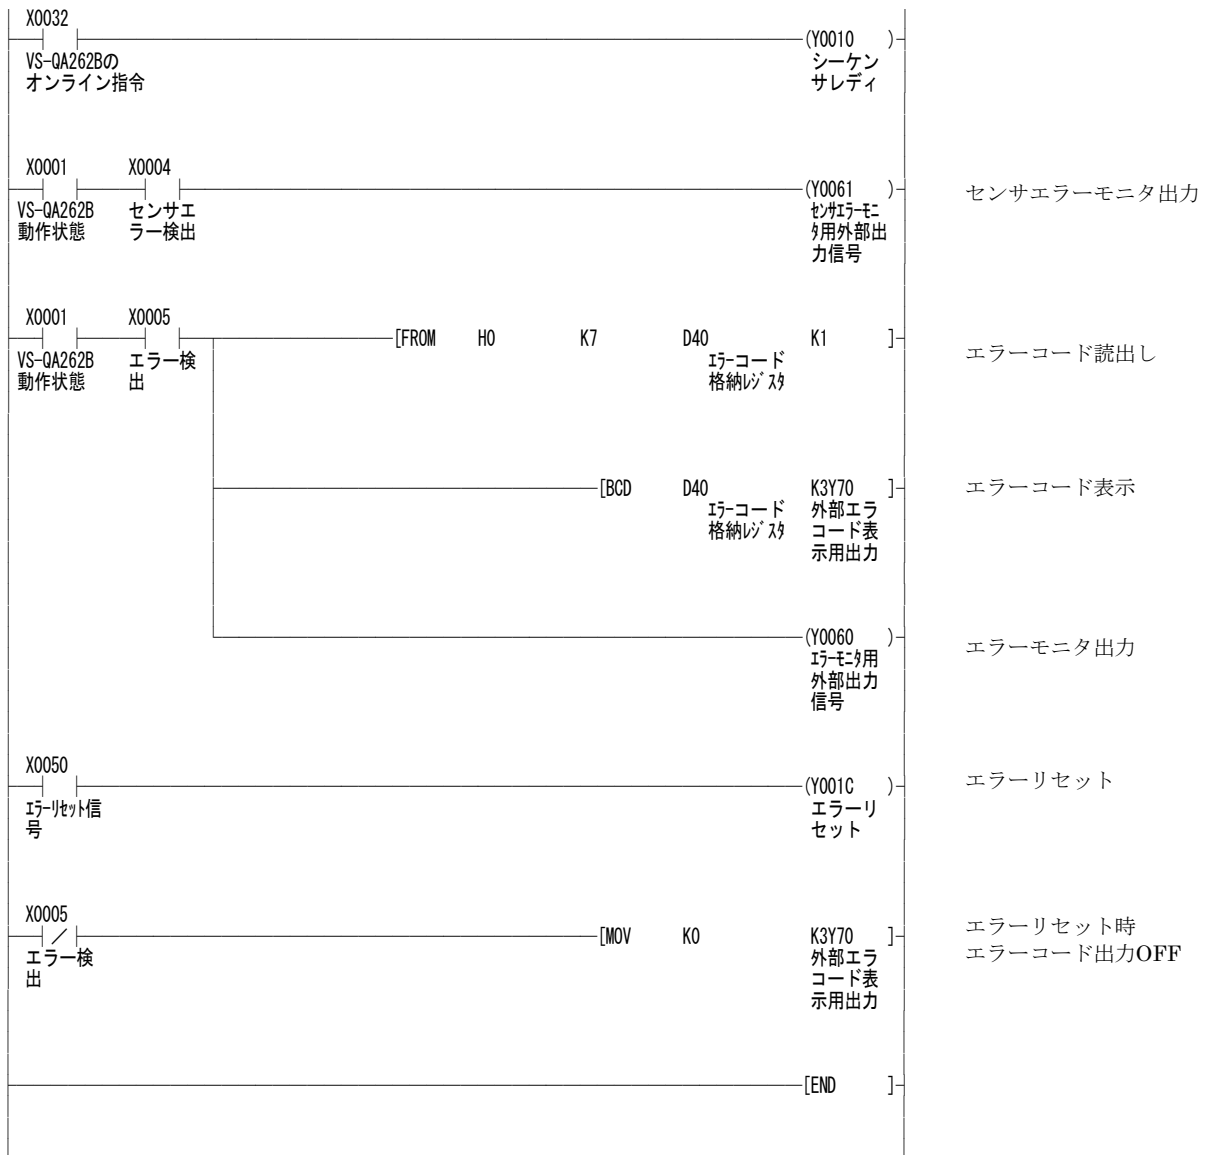 X0032
(Y0010 )
VS-QA262Bの
オンライン指令
シーケン
サレディ
X0001 X0004
(Y0061 )
センサエラーモニタ出力
VS-QA262B
動作状態
センサエ
ラー検出
ｾﾝｻｴﾗｰﾓﾆ
ﾀ用外部出
力信号
X0001 X0005
[FROM H0 K7 D40 K1 ]
エラーコード読出し
VS-QA262B
動作状態
エラー検
出
ｴﾗｰコード
格納ﾚｼﾞｽﾀ
[BCD D40 K3Y70 ]
エラーコード表示
ｴﾗｰコード
格納ﾚｼﾞｽﾀ
外部エラ
コード表
示用出力
(Y0060 )
エラーモニタ出力
ｴﾗｰﾓﾆﾀ用
外部出力
信号
X0050
(Y001C )
エラーリセット
ｴﾗｰﾘｾｯﾄ信
号
エラーリ
セット
X0005
[MOV K0 K3Y70 ]
エラーリセット時
エラーコード出力OFF
エラー検
出
外部エラ
コード表
示用出力
[END ]